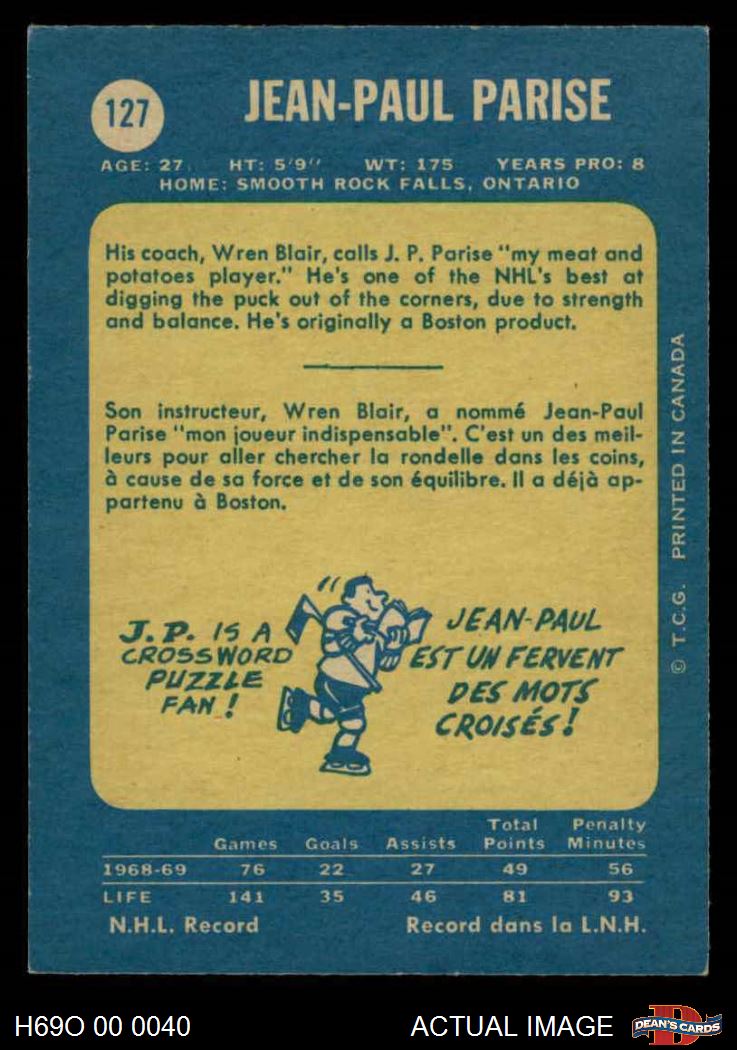 127
JEAN-PAUL PARISE
AGE: 27 HT: 5'9'' WT: 175 YEARS PRO: 8
HOME: SMOOTH ROCK FALLS, ONTARIO
His coach, Wren Blair, calls J. P. Parise "my meat and
potatoes player." He's one of the NHL's best at
digging the puck out of the corners, due to strength
and balance. He's originally a Boston product.
Son instructeur, Wren Blair, a nommé Jean-Paul
Parise "mon joueur indispensable". C'est un des meil-
leurs pour aller chercher la rondelle dans les coins,
à cause de sa force et de son équilibre. Il a déjà ap-
partenu à Boston.
J.P. IS A
CROSSWORD
PUZZLE
FAN !
JEAN-PAUL
EST UN FERVENT
DES MOTS
CROISÉS!
© T.C.G. PRINTED IN CANADA
Total Penalty
Games Goals Assists Points Minutes
1968-69 76 22 27 49 56
LIFE 141 35 46 81 93
N.H.L. Record Record dans la L.N.H.
H69O 00 0040 ACTUAL IMAGE
D
DEAN'S CARDS